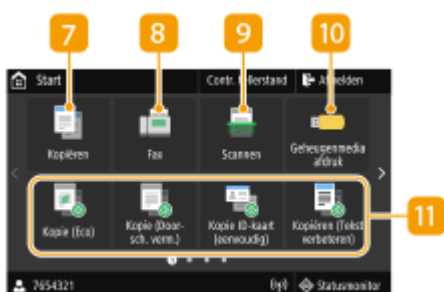 7
8
9
10
Start
Contr. tellerstand
Afmelden
Kopiëren
Fax
Scannen
Geheugenmedia
afdruk
Kopie (Eco)
Kopie (Door-
sch. verm.)
Kopie ID-kaart
(eenvoudig)
Kopiëren (Tekst
verbeteren)
11
7654321
Statusmonitor